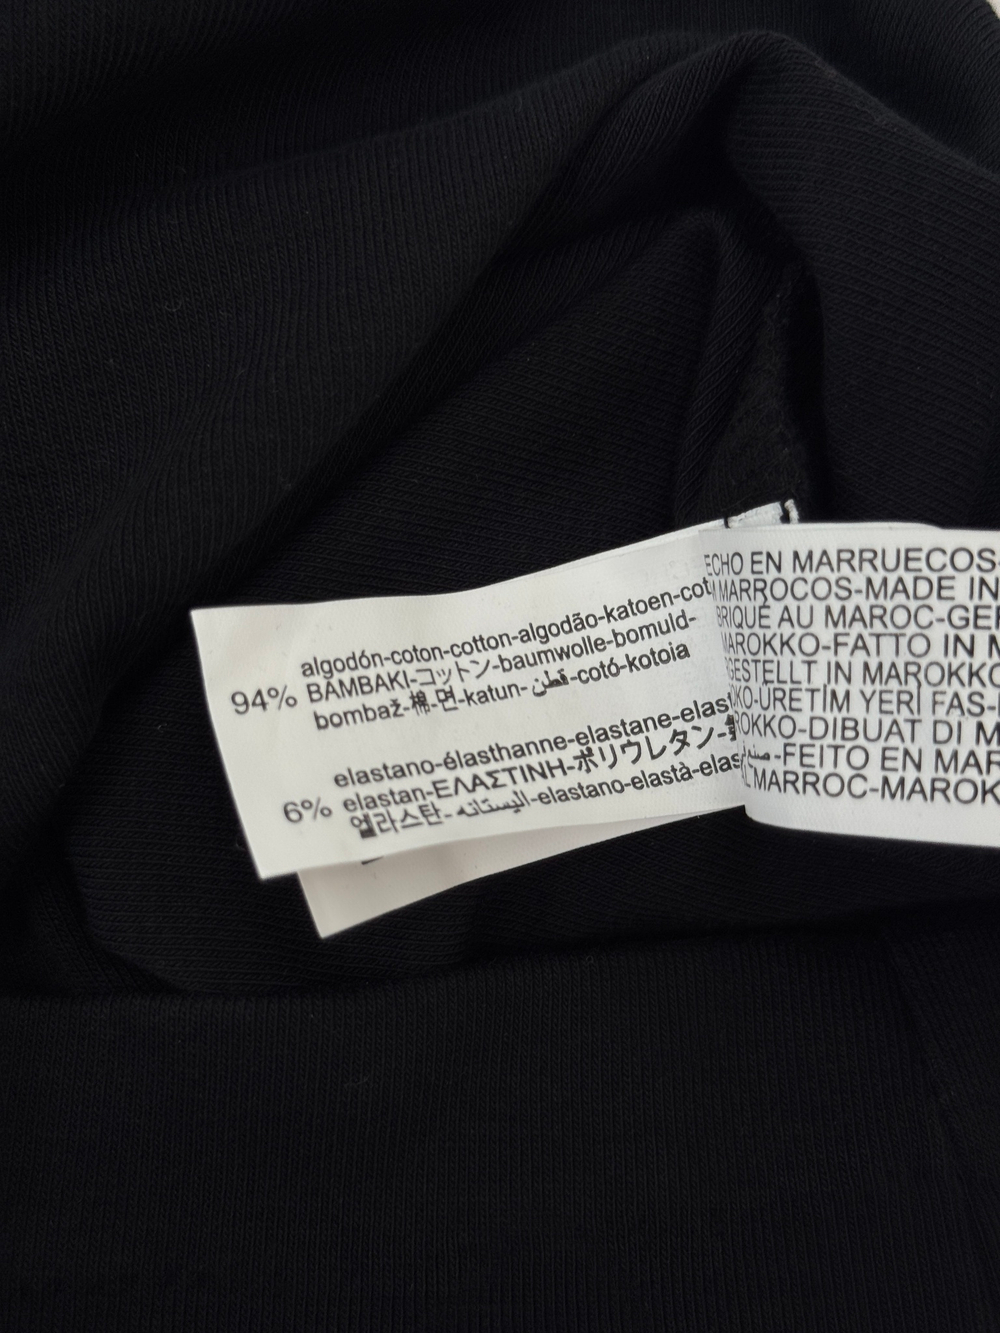 94%
algodón-coton-cotton-algodão-katoen-cot
BAMBAKI-コットン-baumwolle-bomuld-
bombaž-棉-면-katun-قطن-cotó-kotoia
6%
elastano-élasthanne-elastane-elas
elastan-ΕΛΑΣΤΙΝΗ-ポリウレタン-
엘라스탄-اليستانه-elastano-elastà-elas
ECHO EN MARRUECOS-
MARROCOS-MADE IN
BRIQUÉ AU MAROC-GE
MAROKKO-FATTO IN M
GESTELLT IN MAROKKO
OKO-ÜRETİM YERİ FAS-
ROKKO-DIBUAT DI M
-FEITO EN MAR
MARROC-MAROK